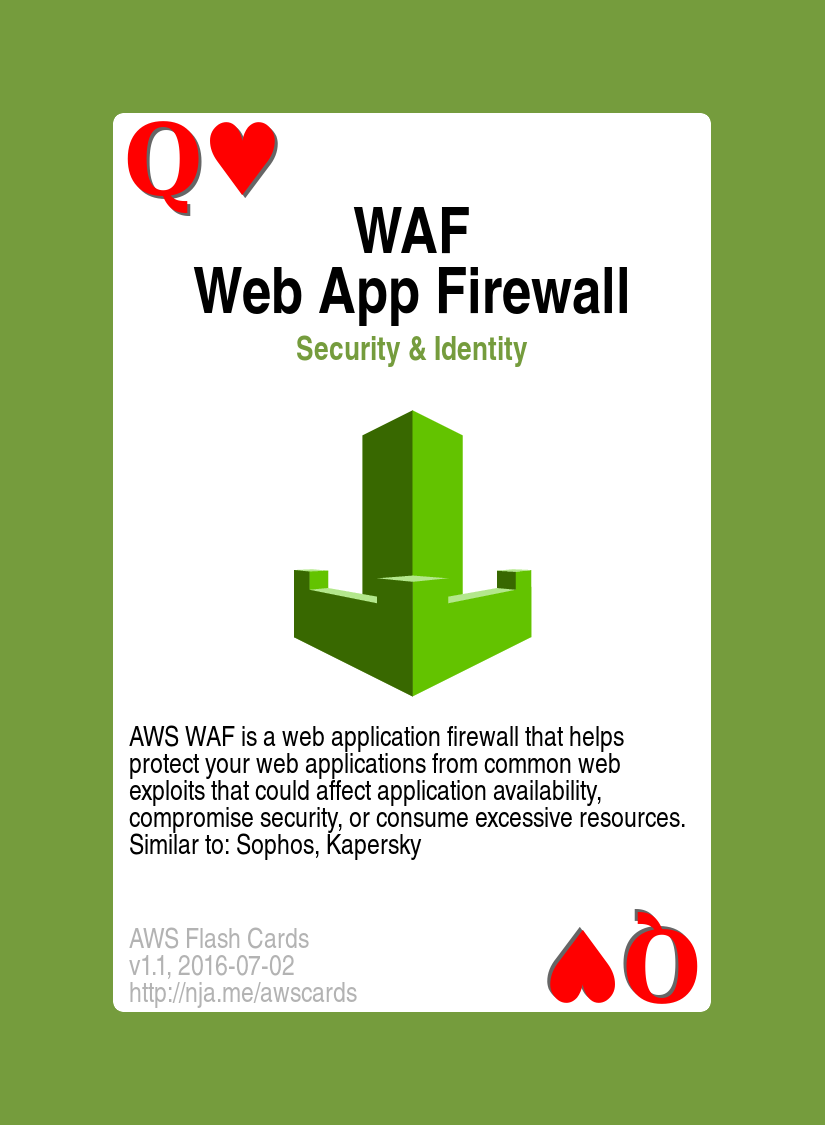 Q♥
WAF
Web App Firewall
Security & Identity
AWS WAF is a web application firewall that helps
protect your web applications from common web
exploits that could affect application availability,
compromise security, or consume excessive resources.
Similar to: Sophos, Kapersky
AWS Flash Cards
v1.1, 2016-07-02
http://nja.me/awscards
Q♥